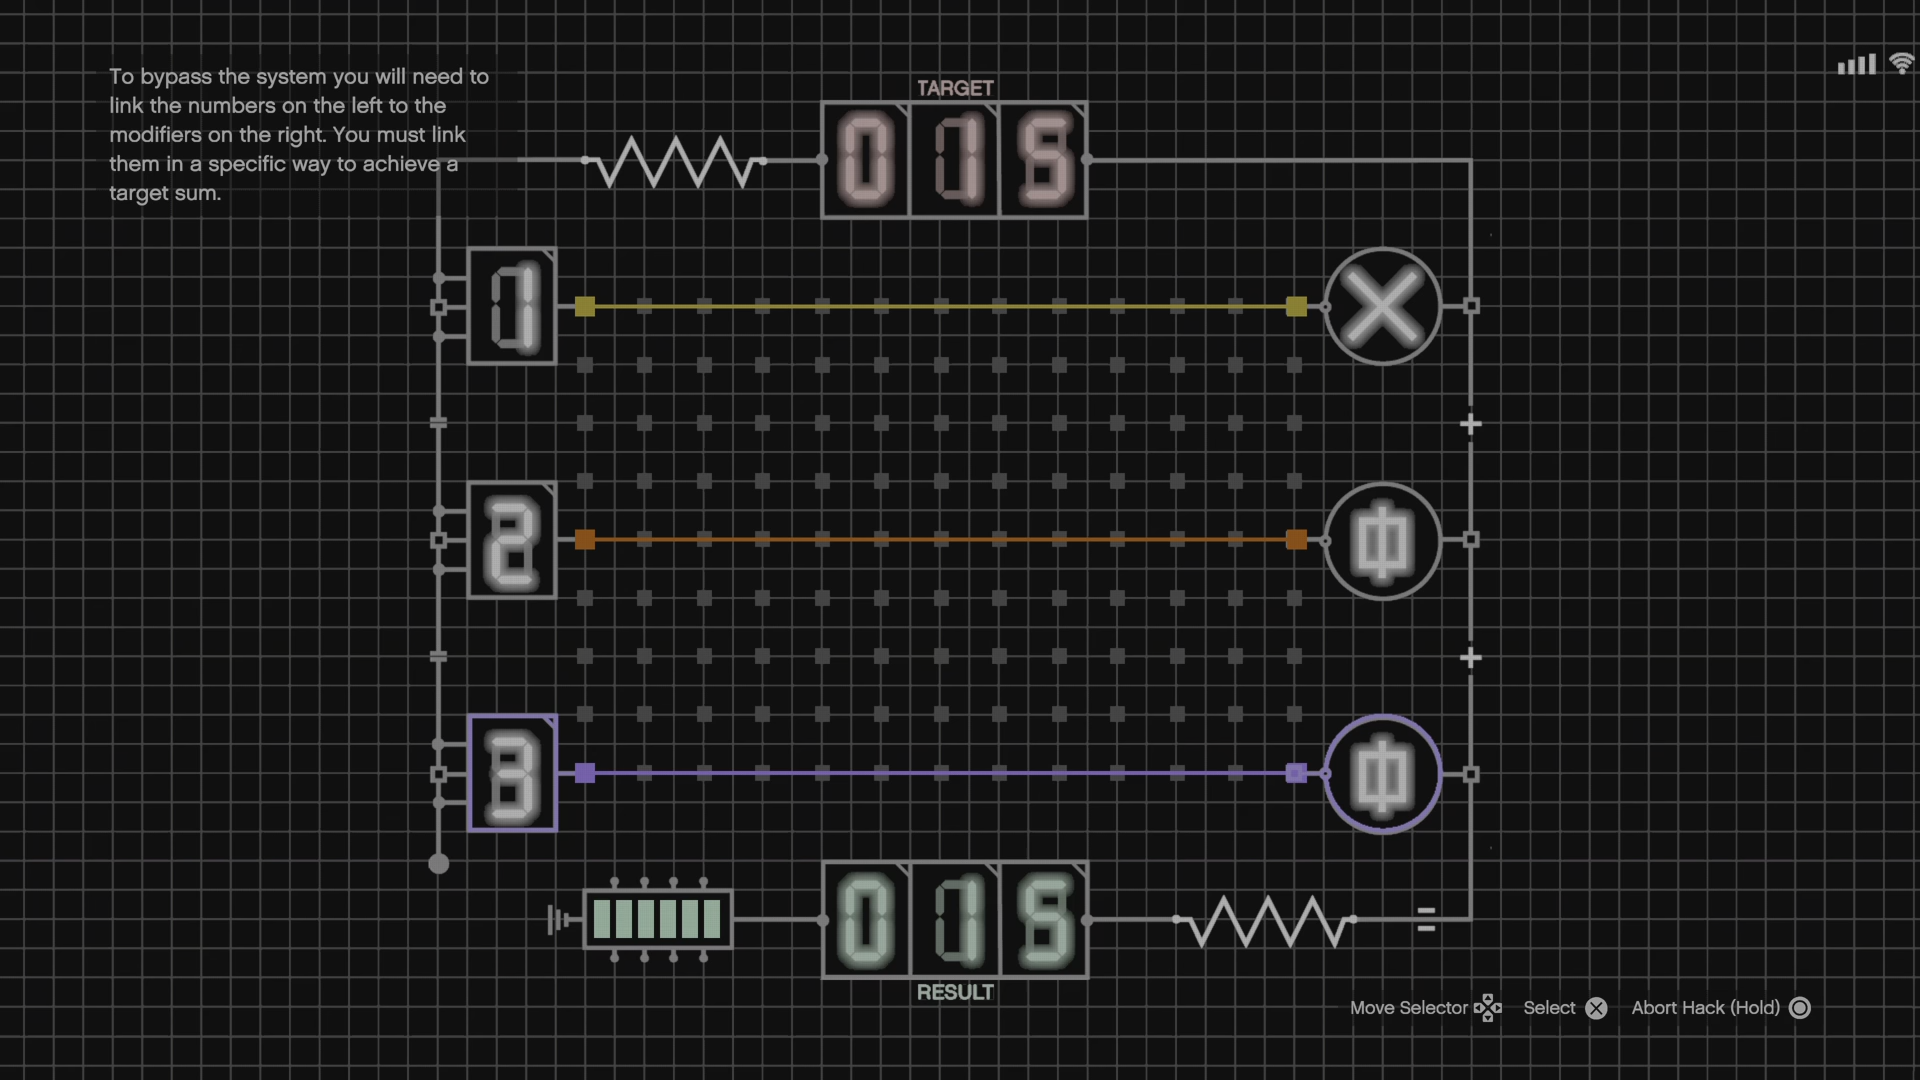 To bypass the system you will need to
link the numbers on the left to the
modifiers on the right. You must link
them in a specific way to achieve a
target sum.
TARGET
015
1
2
3
015
RESULT
Move Selector Select Abort Hack (Hold)